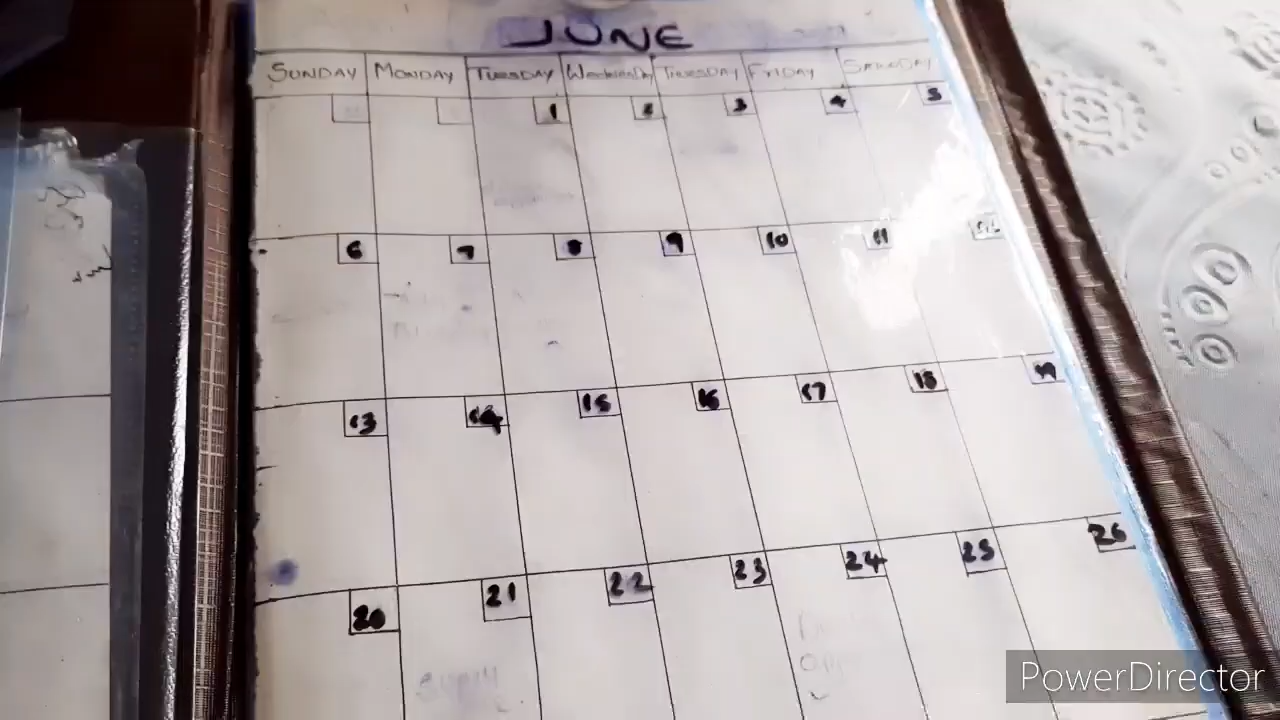 JUNE
SUNDAY MONDAY TUESDAY Wednesday Thursday FRIDAY
1 2 3 4 5
6 7 8 9 10 11 12
13 14 15 16 17 18 19
20 21 22 23 24 25 26
PowerDirector